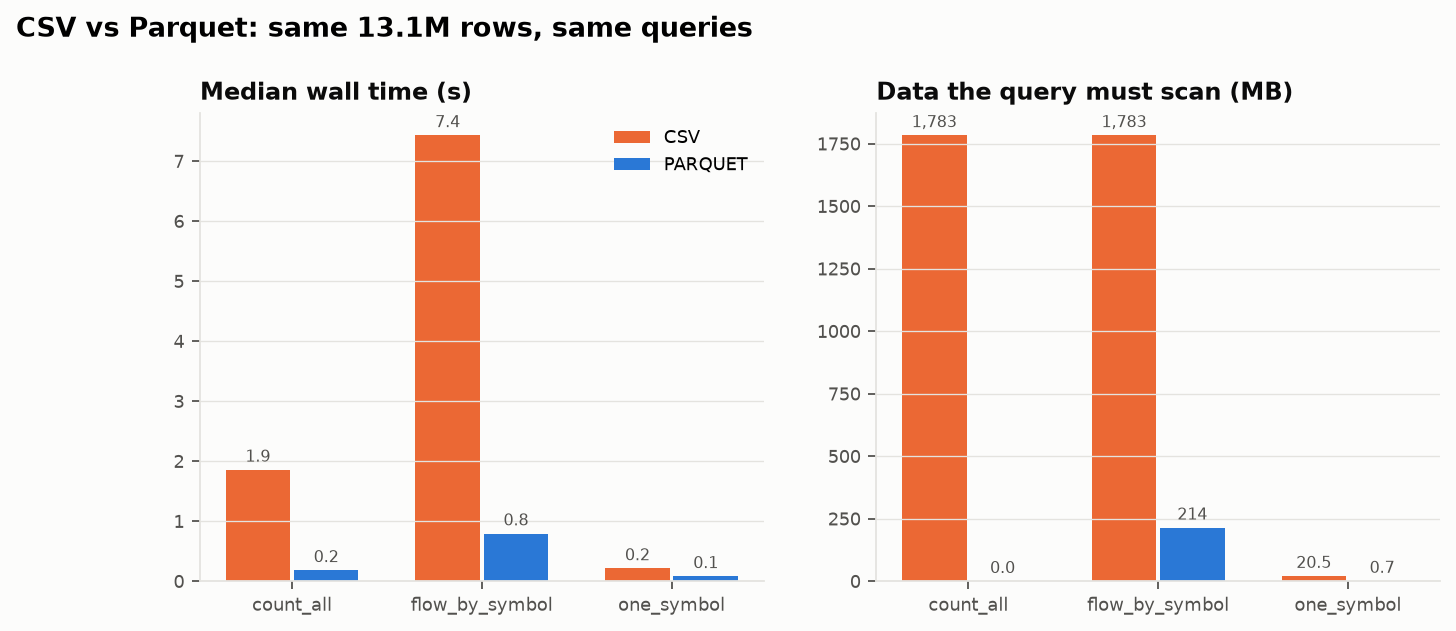 CSV vs Parquet: same 13.1M rows, same queries
Median wall time (s)
7.4
CSV
PARQUET
7
6
5
4
3
2
1
0
1.9
0.2
0.8
0.2
0.1
count_all
flow_by_symbol
one_symbol
Data the query must scan (MB)
1,783
1,783
1750
1500
1250
1000
750
500
250
0
0.0
214
20.5
0.7
count_all
flow_by_symbol
one_symbol